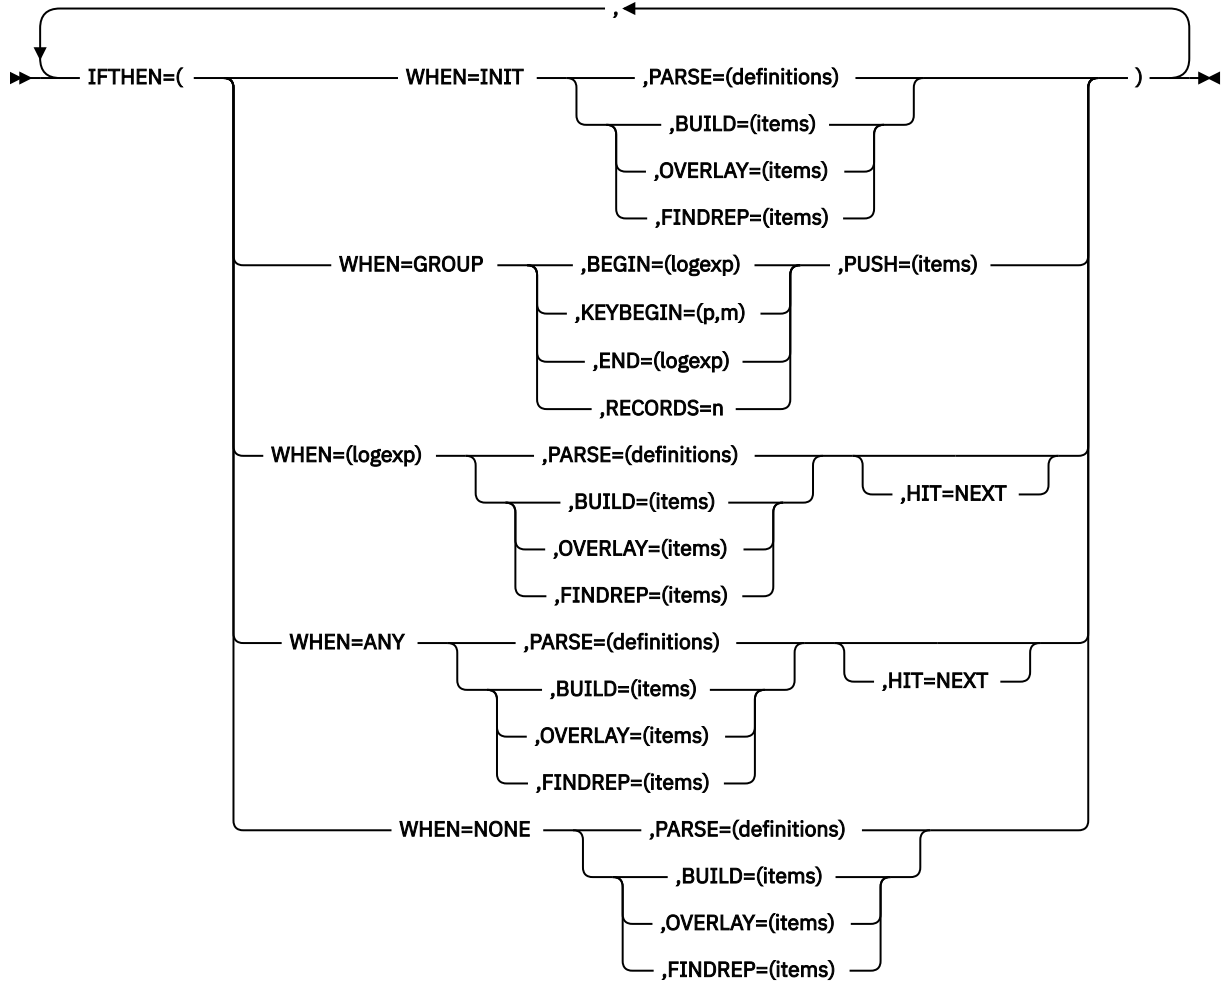 ,
IFTHEN=( WHEN=INIT ,PARSE=(definitions) )
,BUILD=(items)
,OVERLAY=(items)
,FINDREP=(items)
WHEN=GROUP ,BEGIN=(logexp) ,PUSH=(items)
,KEYBEGIN=(p,m)
,END=(logexp)
,RECORDS=n
WHEN=(logexp) ,PARSE=(definitions)
,HIT=NEXT
,BUILD=(items)
,OVERLAY=(items)
,FINDREP=(items)
WHEN=ANY ,PARSE=(definitions)
,HIT=NEXT
,BUILD=(items)
,OVERLAY=(items)
,FINDREP=(items)
WHEN=NONE ,PARSE=(definitions)
,BUILD=(items)
,OVERLAY=(items)
,FINDREP=(items)